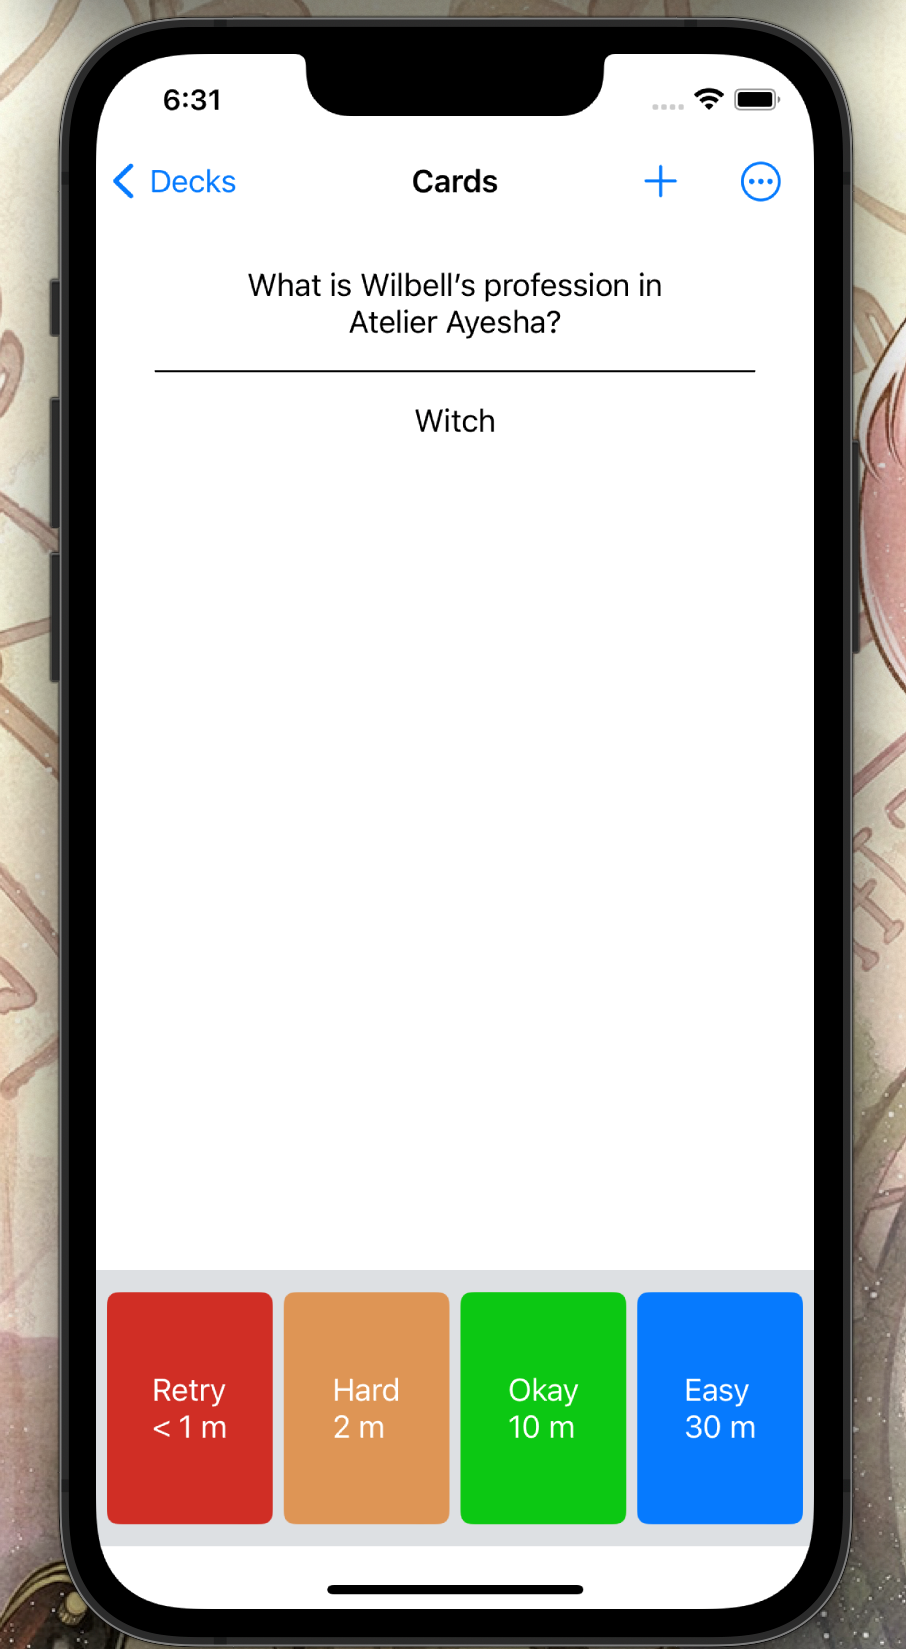 6:31
Decks
Cards
What is Wilbell’s profession in
Atelier Ayesha?
Witch
Retry
< 1 m
Hard
2 m
Okay
10 m
Easy
30 m